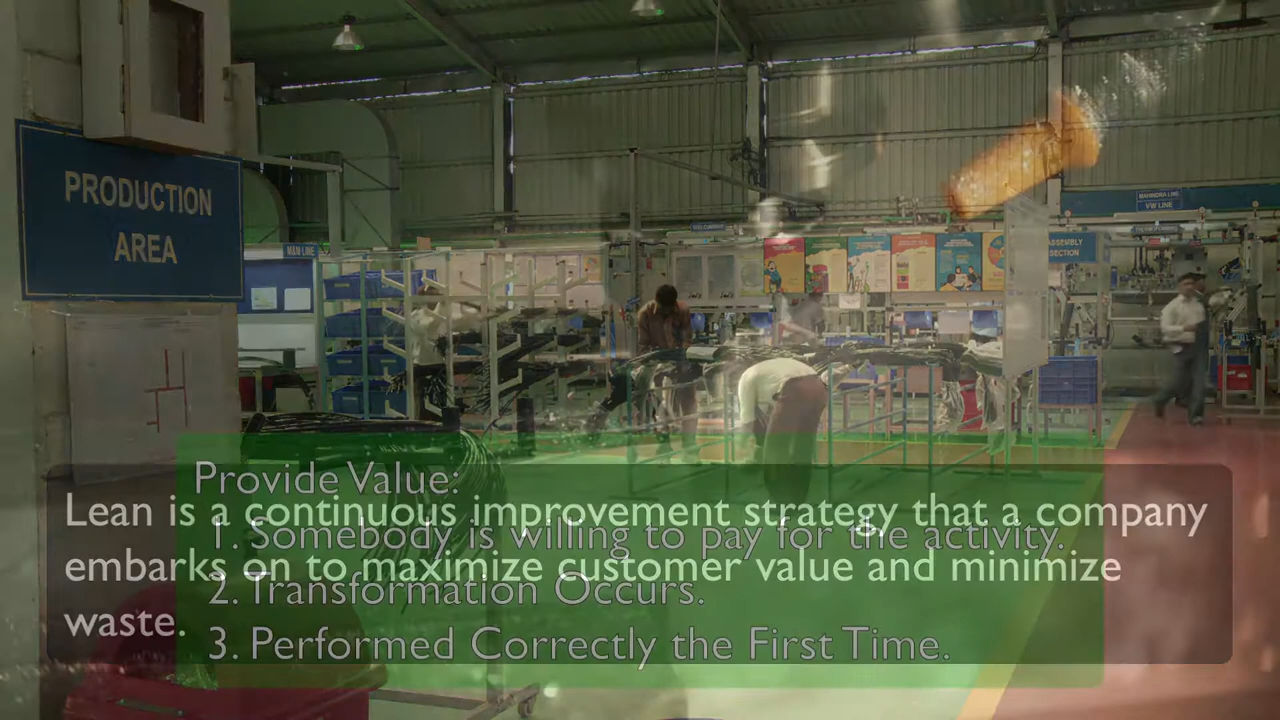 PRODUCTION
AREA
MAHINDRA LINE
VW LINE
MAIN LINE
ASSEMBLY
SECTION
Provide Value:
Lean is a continuous improvement strategy that a company
1. Somebody is willing to pay for the activity.
embarks on to maximize customer value and minimize
2. Transformation Occurs.
waste.
3. Performed Correctly the First Time.